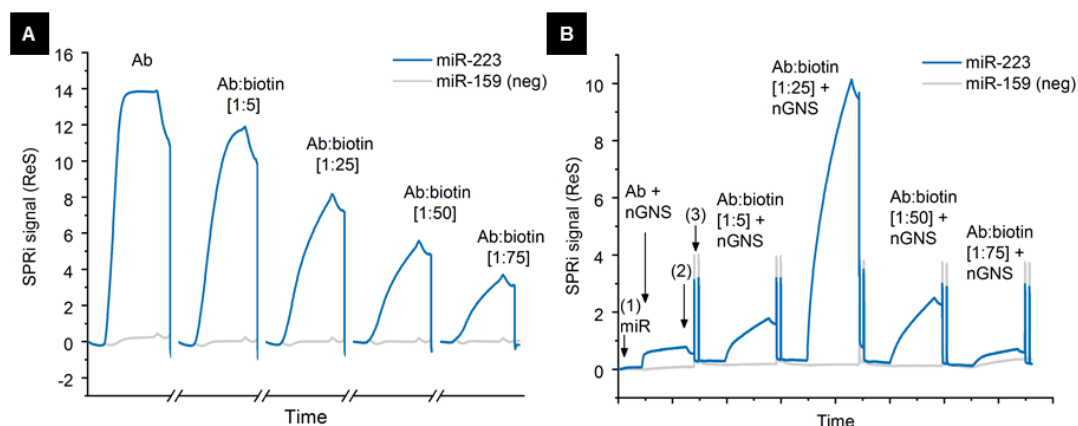 A
miR-223
miR-159 (neg)
Ab
Ab:biotin
[1:5]
Ab:biotin
[1:25]
Ab:biotin
[1:50]
Ab:biotin
[1:75]
SPRi signal (ReS)
16
14
12
10
8
6
4
2
0
-2
Time
B
miR-223
miR-159 (neg)
Ab:biotin
[1:25] +
nGNS
Ab +
nGNS
(3)
Ab:biotin
[1:5] +
nGNS
Ab:biotin
[1:50] +
nGNS
Ab:biotin
[1:75] +
nGNS
(2)
(1)
miR
SPRi signal (ReS)
10
8
6
4
2
0
Time